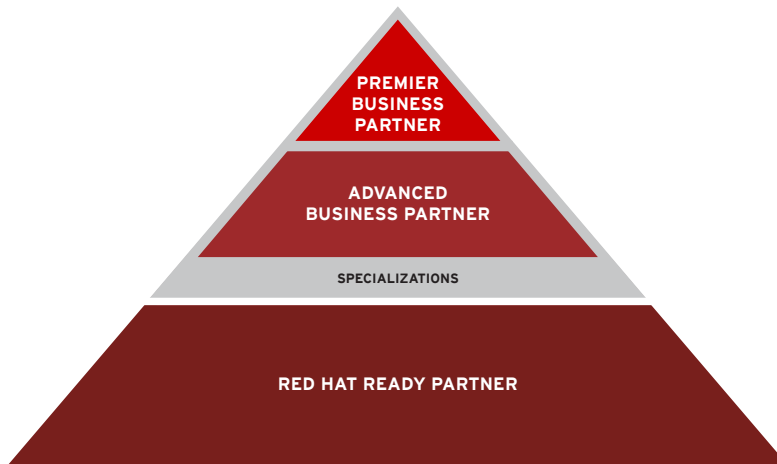 PREMIER
BUSINESS
PARTNER
ADVANCED
BUSINESS PARTNER
SPECIALIZATIONS
RED HAT READY PARTNER